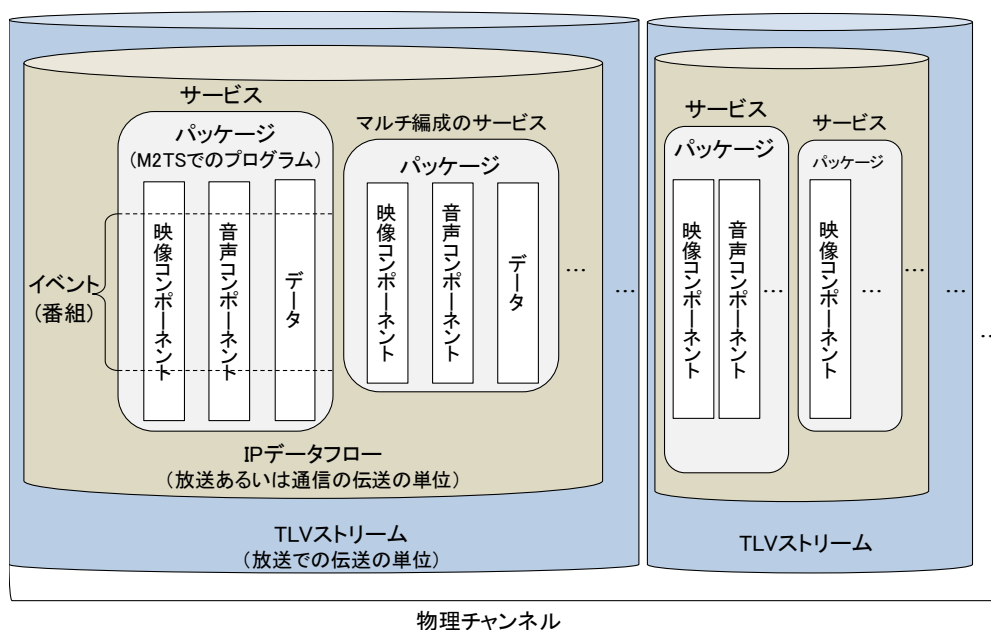 サービス
パッケージ
(M2TSでのプログラム)
映像コンポーネント
音声コンポーネント
データ
イベント
(番組)
マルチ編成のサービス
パッケージ
映像コンポーネント
音声コンポーネント
データ
…
…
IPデータフロー
(放送あるいは通信の伝送の単位)
TLVストリーム
(放送での伝送の単位)
サービス
パッケージ
映像コンポーネント
音声コンポーネント
…
サービス
パッケージ
映像コンポーネント
…
…
…
TLVストリーム
…
物理チャンネル